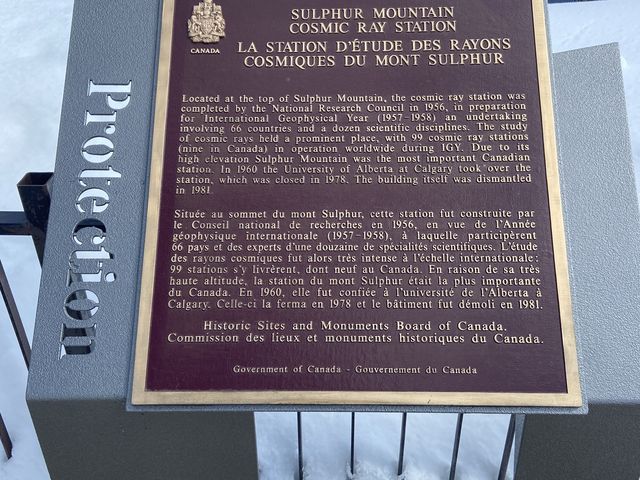 Protection
CANADA
SULPHUR MOUNTAIN
COSMIC RAY STATION
LA STATION D'ÉTUDE DES RAYONS
COSMIQUES DU MONT SULPHUR
Located at the top of Sulphur Mountain, the cosmic ray station was
completed by the National Research Council in 1956, in preparation
for International Geophysical Year (1957-1958) an undertaking
involving 66 countries and a dozen scientific disciplines. The study
of cosmic rays held a prominent place, with 99 cosmic ray stations
(nine in Canada) in operation worldwide during IGY. Due to its
high elevation Sulphur Mountain was the most important Canadian
station. In 1960 the University of Alberta at Calgary took over the
station, which was closed in 1978. The building itself was dismantled
in 1981.
Située au sommet du mont Sulphur, cette station fut construite par
le Conseil national de recherches en 1956, en vue de l'Année
géophysique internationale (1957-1958), à laquelle participèrent
66 pays et des experts d'une douzaine de spécialités scientifiques. L'étude
des rayons cosmiques fut alors très intense à l'échelle internationale :
99 stations s'y livrèrent, dont neuf au Canada. En raison de sa très
haute altitude, la station du mont Sulphur était la plus importante
du Canada. En 1960, elle fut confiée à l'université de l'Alberta à
Calgary. Celle-ci la ferma en 1978 et le bâtiment fut démoli en 1981.
Historic Sites and Monuments Board of Canada.
Commission des lieux et monuments historiques du Canada.
Government of Canada - Gouvernement du Canada